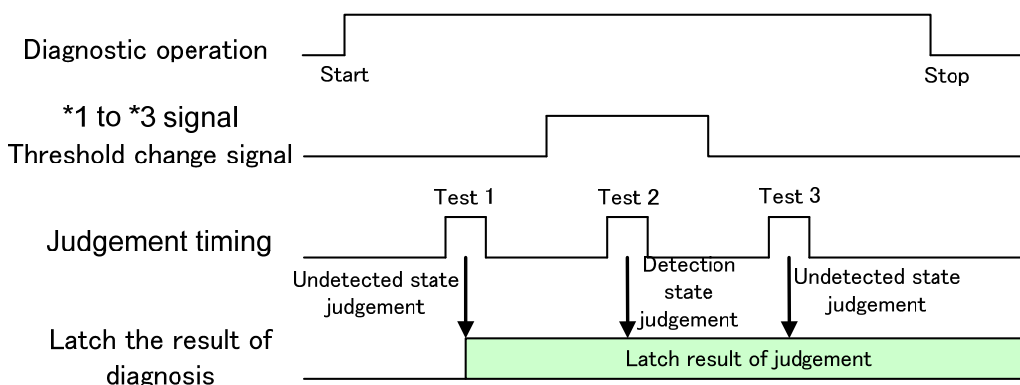 Diagnostic operation
Start
Stop
*1 to *3 signal
Threshold change signal
Test 1
Test 2
Test 3
Judgement timing
Undetected state
judgement
Detection
state
judgement
Undetected state
judgement
Latch the result of
diagnosis
Latch result of judgement